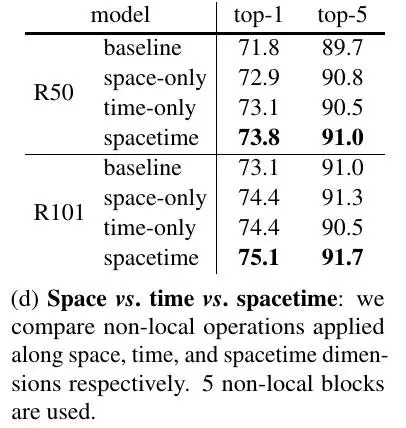 model top-1 top-5
baseline 71.8 89.7
space-only 72.9 90.8
R50
time-only 73.1 90.5
spacetime 73.8 91.0
baseline 73.1 91.0
space-only 74.4 91.3
R101
time-only 74.4 90.5
spacetime 75.1 91.7
(d) Space vs. time vs. spacetime: we
compare non-local operations applied
along space, time, and spacetime dimen-
sions respectively. 5 non-local blocks
are used.